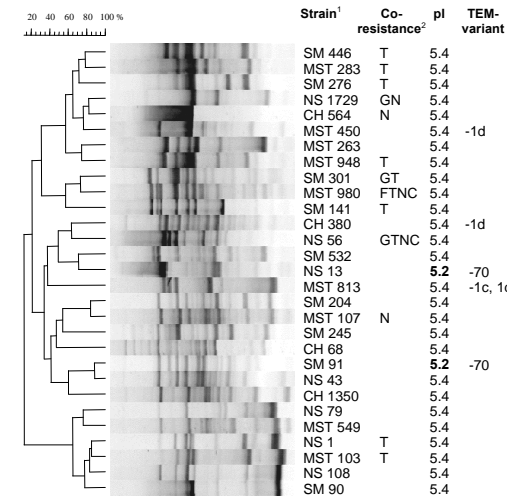 20 40 60 80 100 %
Strain1 Co-resistance2 pI TEM-variant
SM 446 T 5.4
MST 283 T 5.4
SM 276 T 5.4
NS 1729 GN 5.4
CH 564 N 5.4
MST 450 5.4 -1d
MST 263 5.4
MST 948 T 5.4
SM 301 GT 5.4
MST 980 FTNC 5.4
SM 141 T 5.4
CH 380 5.4 -1d
NS 56 GTNC 5.4
SM 532 5.4
NS 13 5.2 -70
MST 813 5.4 -1c, 1
SM 204 5.4
MST 107 N 5.4
SM 245 5.4
CH 68 5.4
SM 91 5.2 -70
NS 43 5.4
CH 1350 5.4
NS 79 5.4
MST 549 5.4
NS 1 T 5.4
MST 103 T 5.4
NS 108 5.4
SM 90 5.4